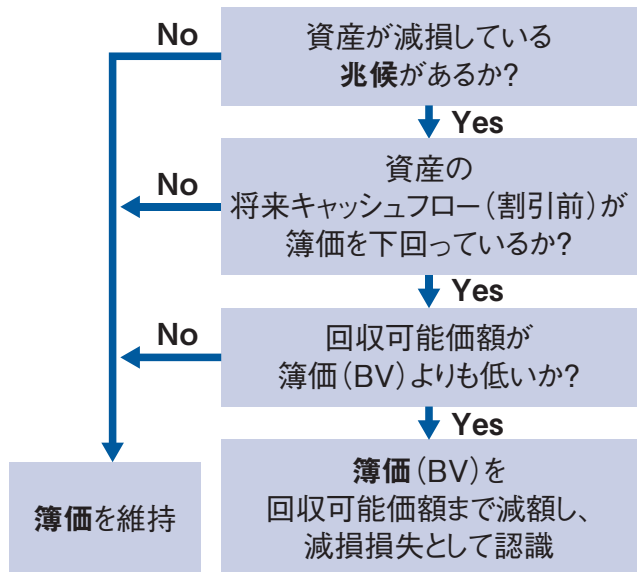 No
資産が減損している
兆候があるか?
Yes
No
資産の
将来キャッシュフロー(割引前)が
簿価を下回っているか?
Yes
No
回収可能価額が
簿価(BV)よりも低いか?
Yes
簿価を維持
簿価(BV)を
回収可能価額まで減額し、
減損損失として認識